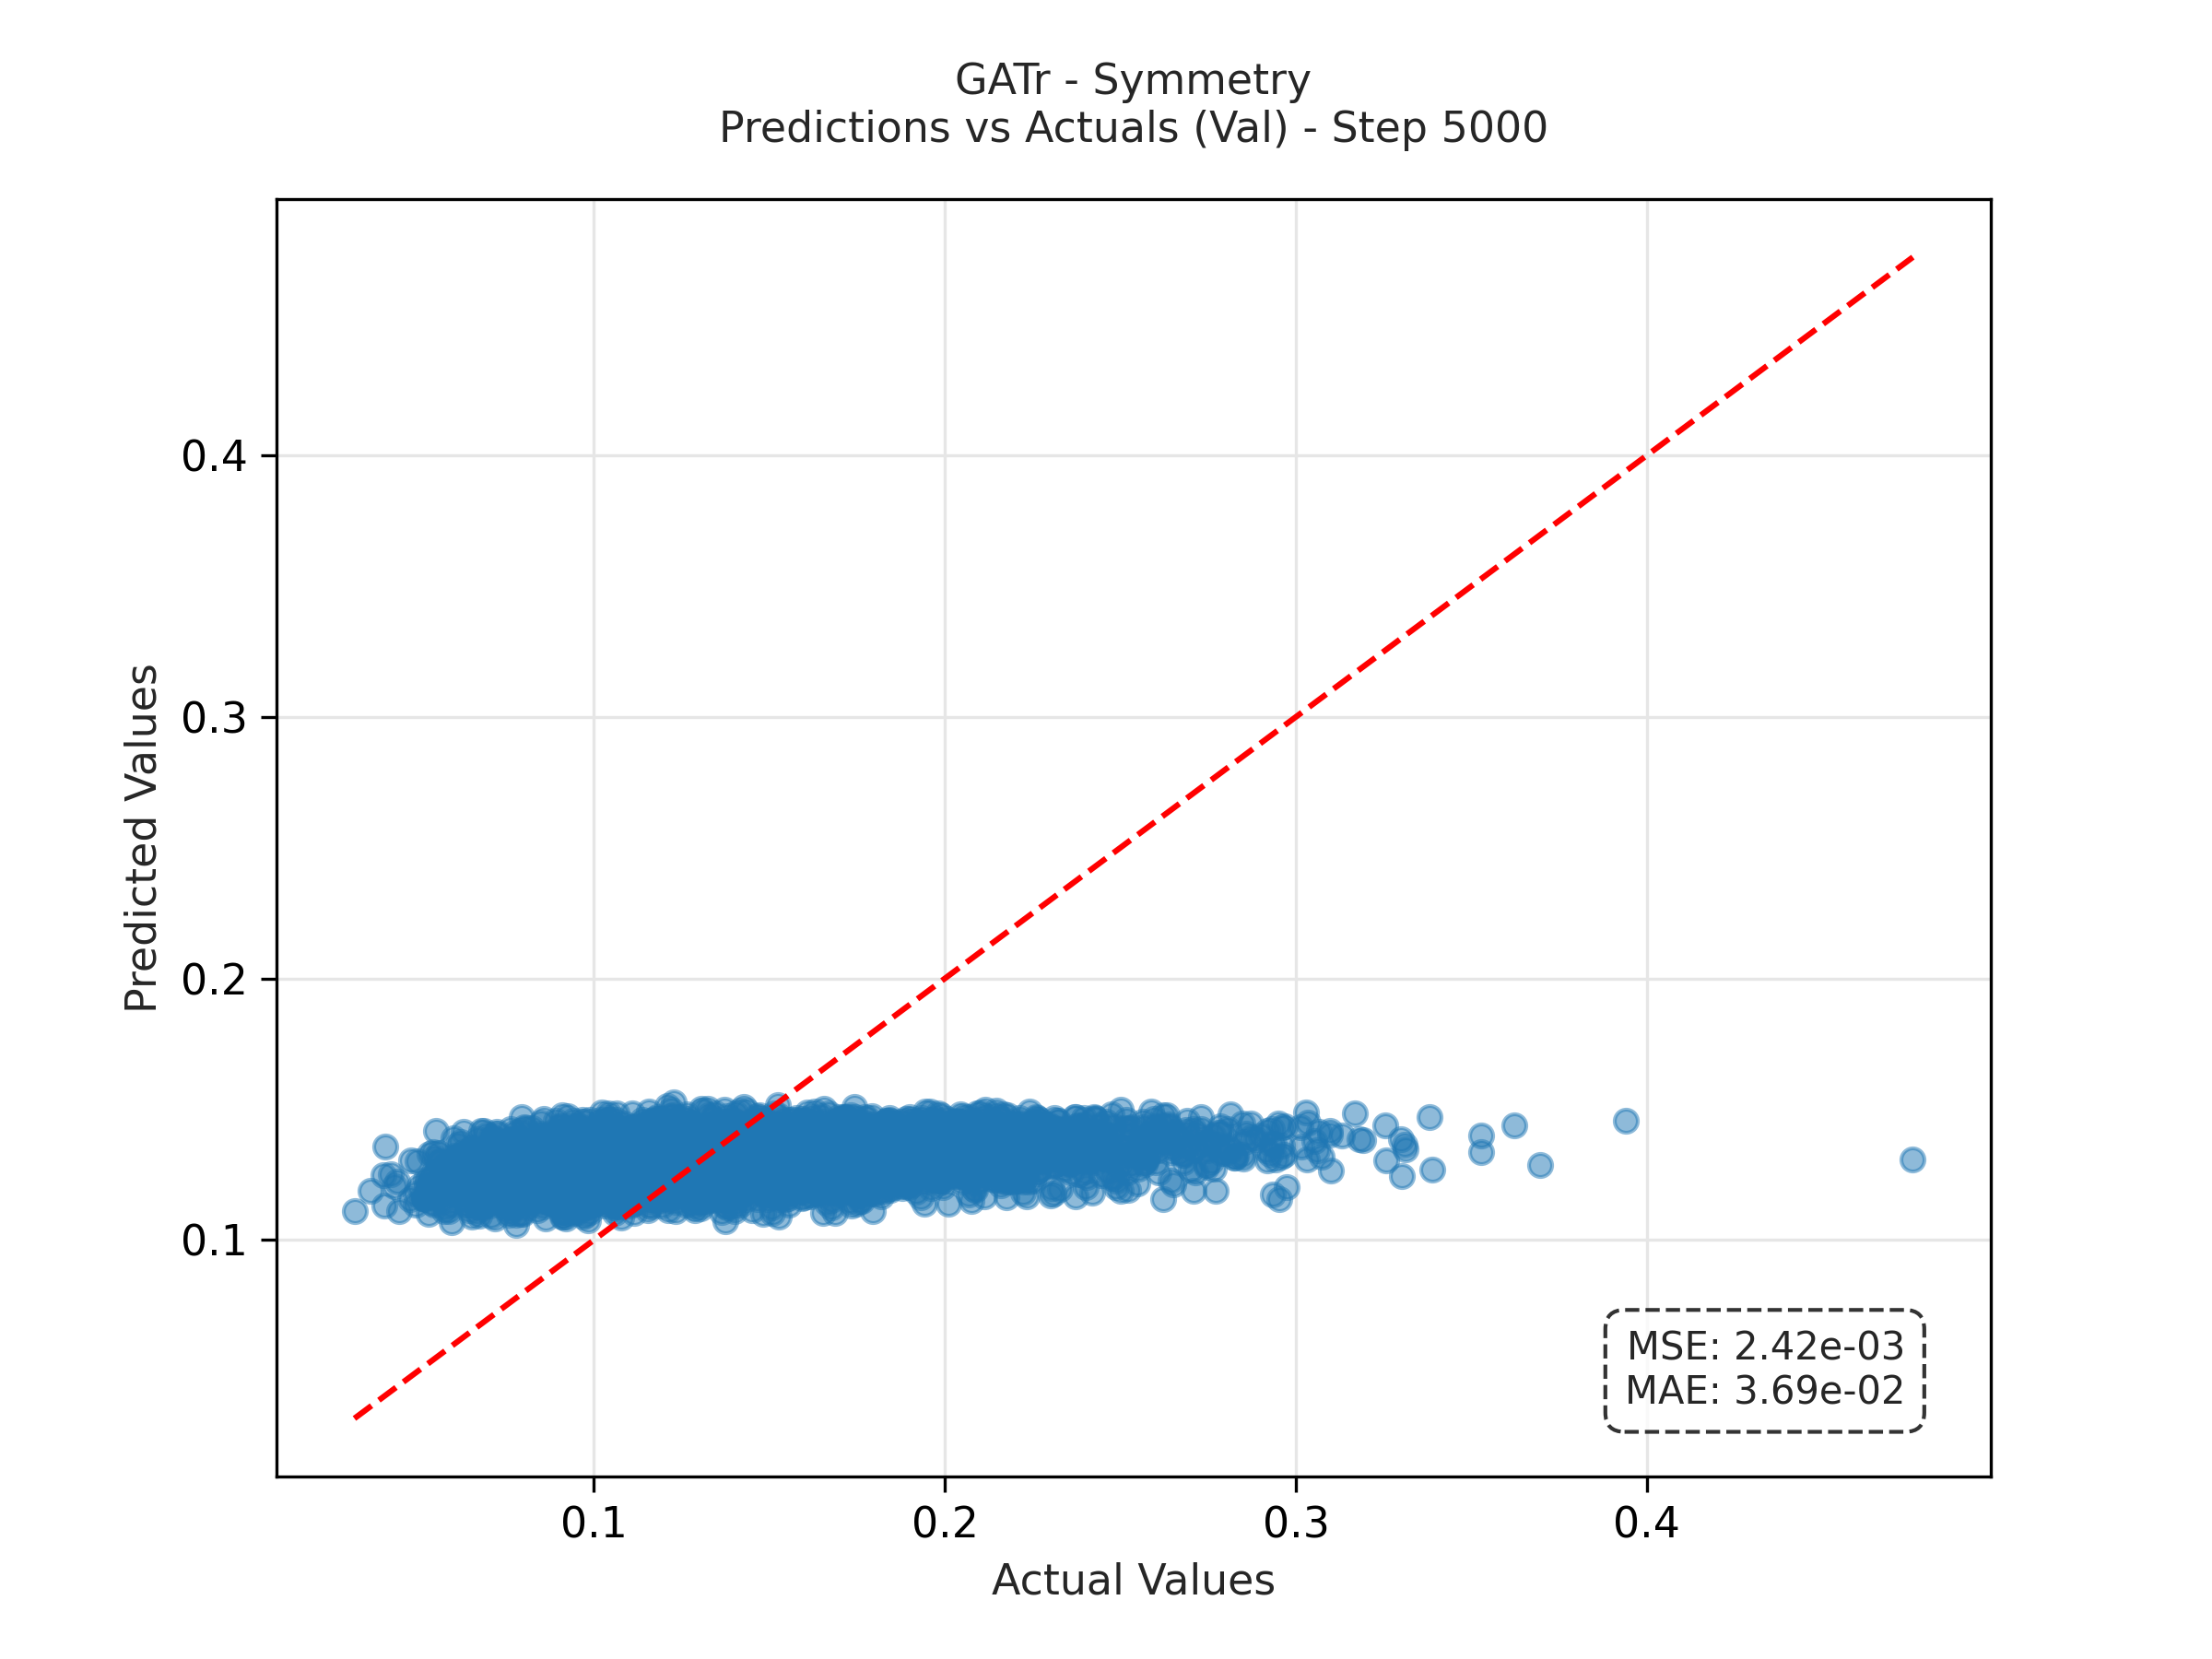 GATr - Symmetry
Predictions vs Actuals (Val) - Step 5000
Predicted Values
0.4
0.3
0.2
0.1
MSE: 2.42e-03
MAE: 3.69e-02
0.1 0.2 0.3 0.4
Actual Values